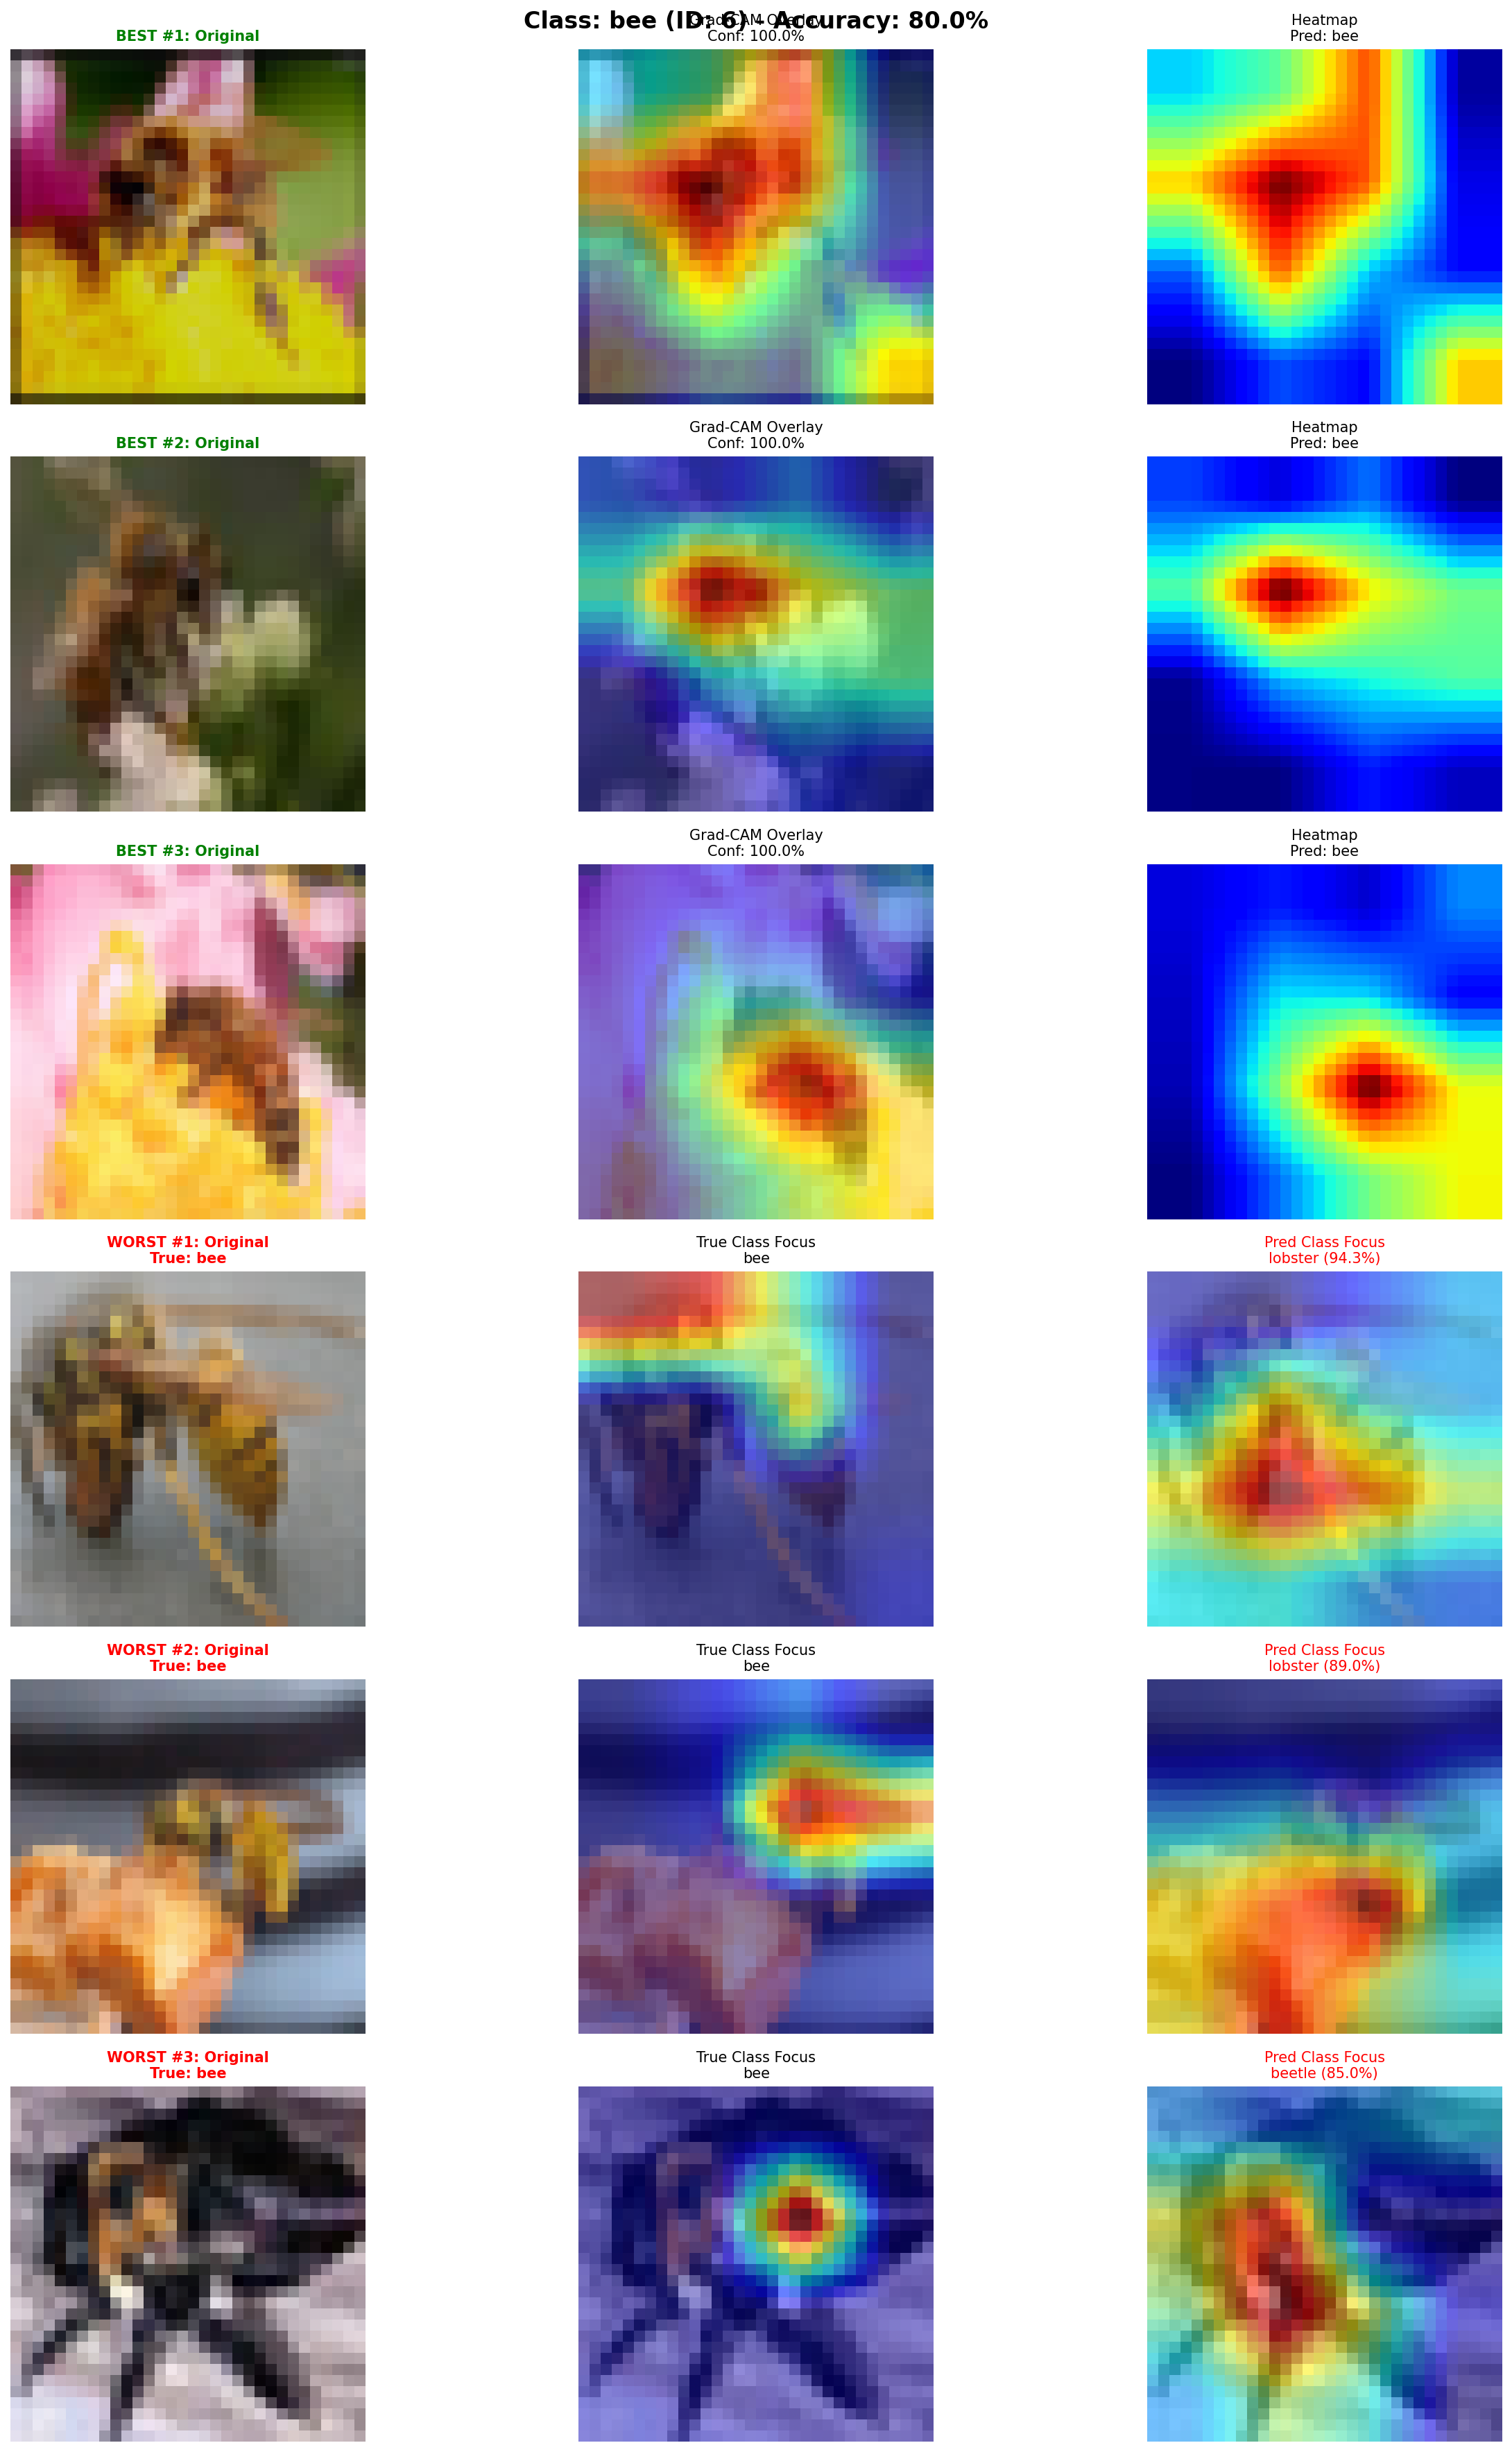 Class: bee (ID: 6) - Accuracy: 80.0%
BEST #1: Original
Grad-CAM Overlay
Conf: 100.0%
Heatmap
Pred: bee
BEST #2: Original
Grad-CAM Overlay
Conf: 100.0%
Heatmap
Pred: bee
BEST #3: Original
Grad-CAM Overlay
Conf: 100.0%
Heatmap
Pred: bee
WORST #1: Original
True: bee
True Class Focus
bee
Pred Class Focus
lobster (94.3%)
WORST #2: Original
True: bee
True Class Focus
bee
Pred Class Focus
lobster (89.0%)
WORST #3: Original
True: bee
True Class Focus
bee
Pred Class Focus
beetle (85.0%)